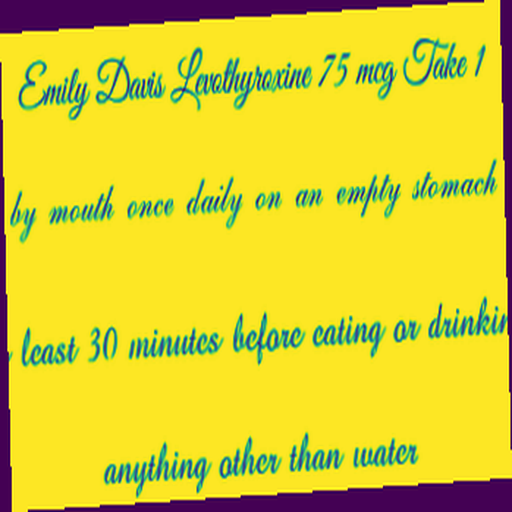 Emily Davis Levothyroxine 75 mcg Take 1
by mouth once daily on an empty stomach
least 30 minutes before eating or
anything other than water